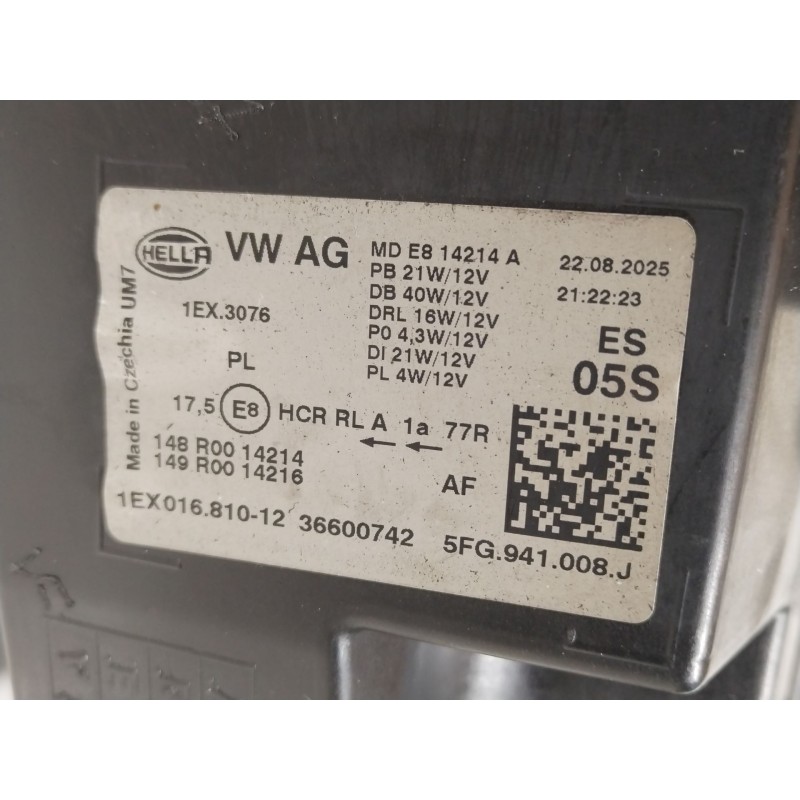 HELLA VW AG
1EX.3076
Made in Czechia UM7
PL
17,5 E8 HCR RL A 1a 77R
148 R00 14214
149 R00 14216
AF
1EX016.810-12 36600742 5FG.941.008.J
MD E8 14214 A
PB 21W/12V
DB 40W/12V
DRL 16W/12V
P0 4,3W/12V
DI 21W/12V
PL 4W/12V
22.08.2025
21:22:23
ES
05S